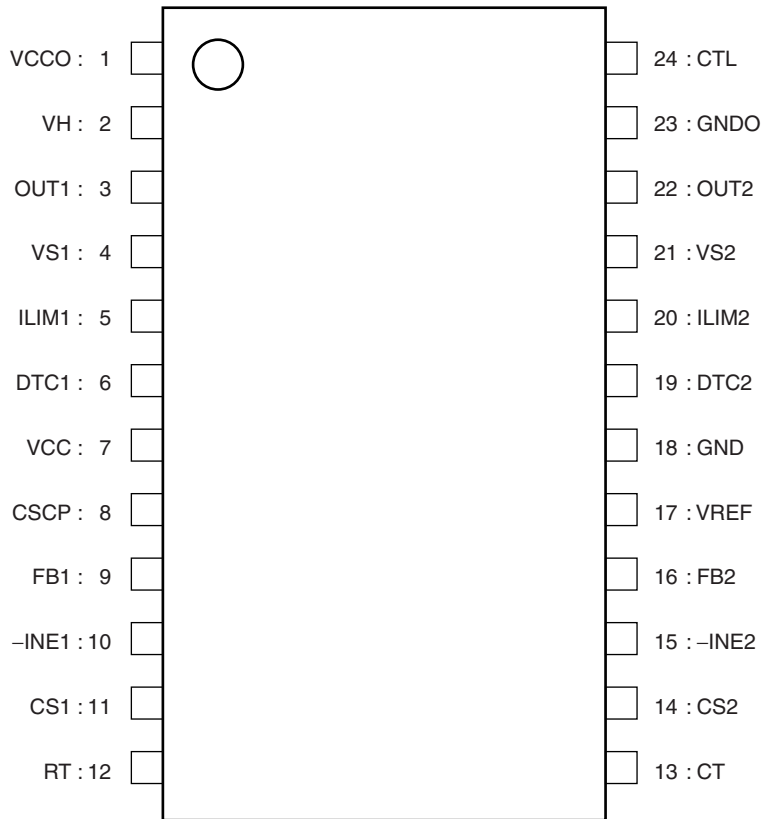 VCCO : 1
24 : CTL
VH : 2
23 : GNDO
OUT1 : 3
22 : OUT2
VS1 : 4
21 : VS2
ILIM1 : 5
20 : ILIM2
DTC1 : 6
19 : DTC2
VCC : 7
18 : GND
CSCP : 8
17 : VREF
FB1 : 9
16 : FB2
−INE1 : 10
15 : −INE2
CS1 : 11
14 : CS2
RT : 12
13 : CT